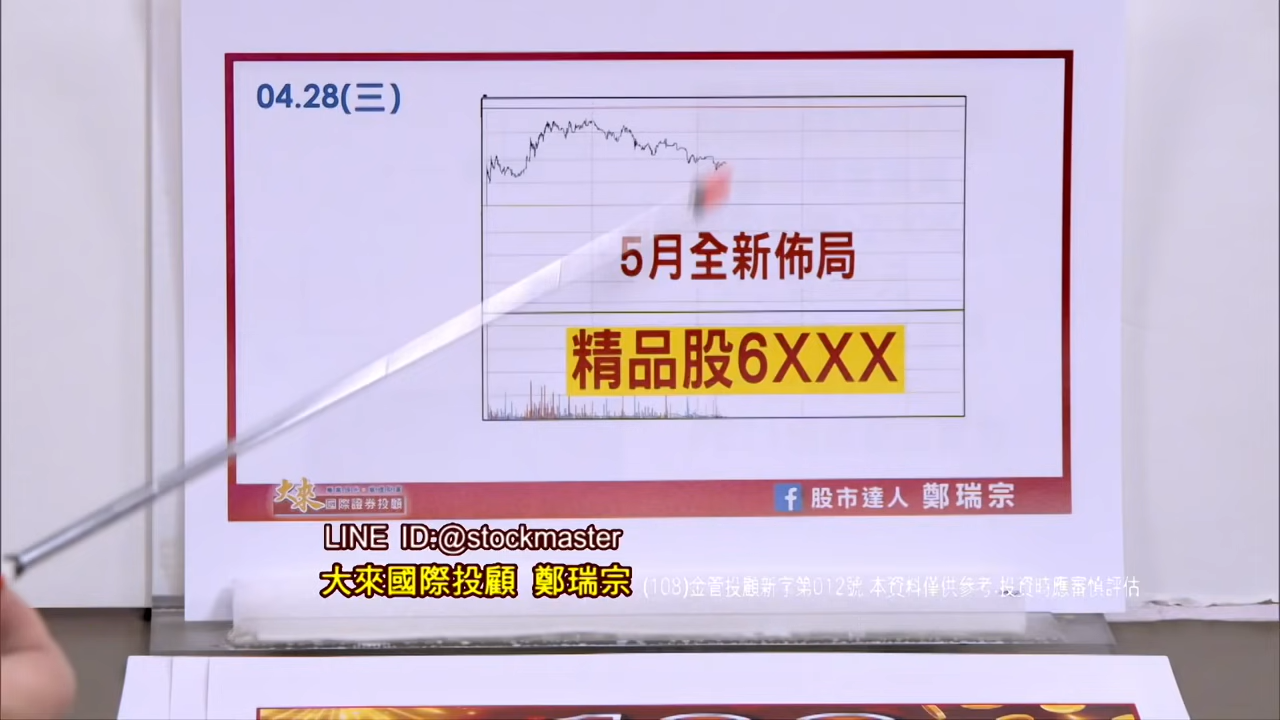 04.28(三)
5月全新佈局
精品股6XXX
大來
國際證券投顧
股市達人 鄭瑞宗
LINE ID:@stockmaster
大來國際投顧 鄭瑞宗 (108)金管投顧新字第012號 本資料僅供參考,投資時應審慎評估